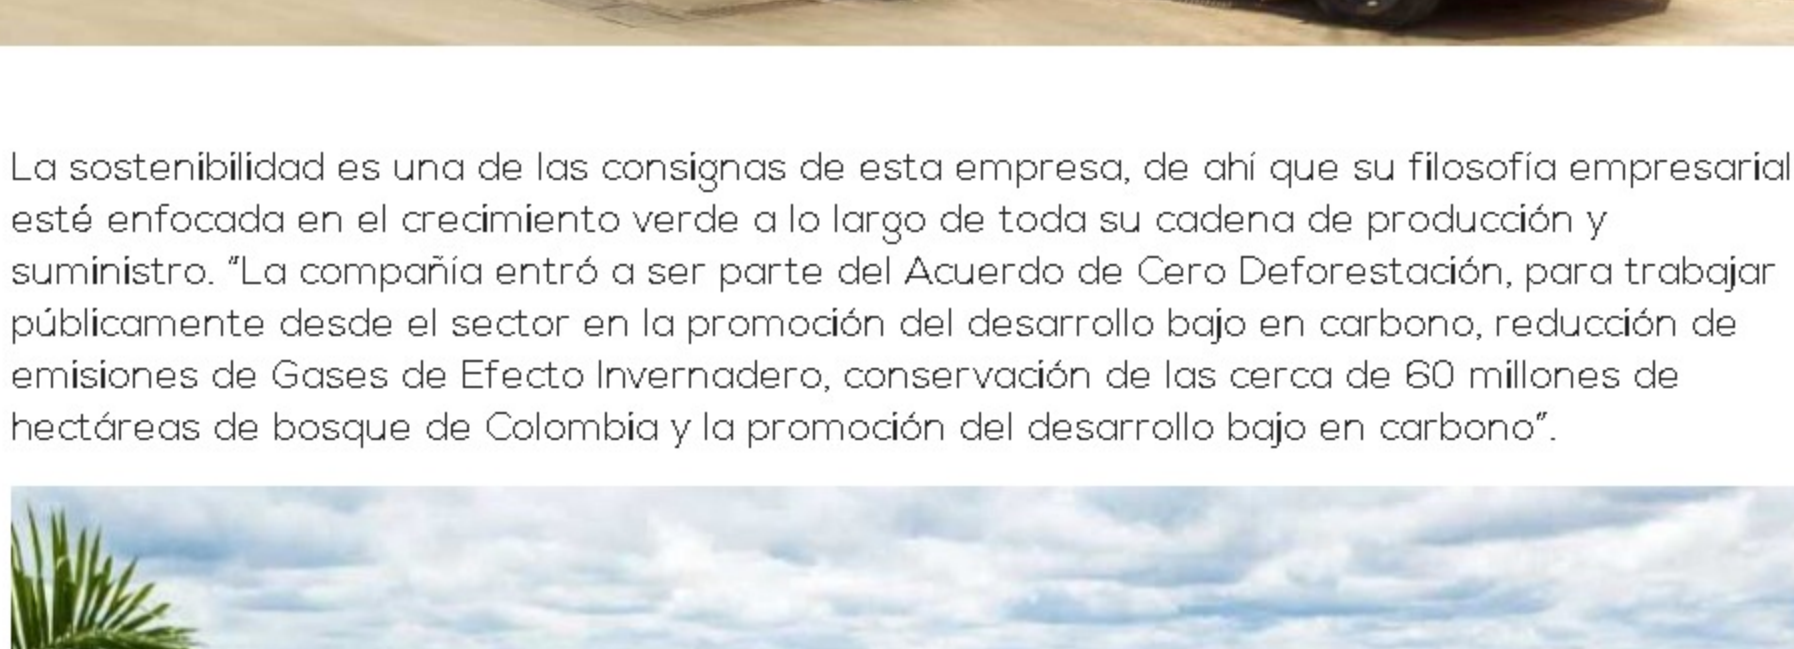 La sostenibilidad es una de las consignas de esta empresa, de ahí que su filosofía empresarial
esté enfocada en el crecimiento verde a lo largo de toda su cadena de producción y
suministro. “La compañía entró a ser parte del Acuerdo de Cero Deforestación, para trabajar
públicamente desde el sector en la promoción del desarrollo bajo en carbono, reducción de
emisiones de Gases de Efecto Invernadero, conservación de las cerca de 60 millones de
hectáreas de bosque de Colombia y la promoción del desarrollo bajo en carbono”.